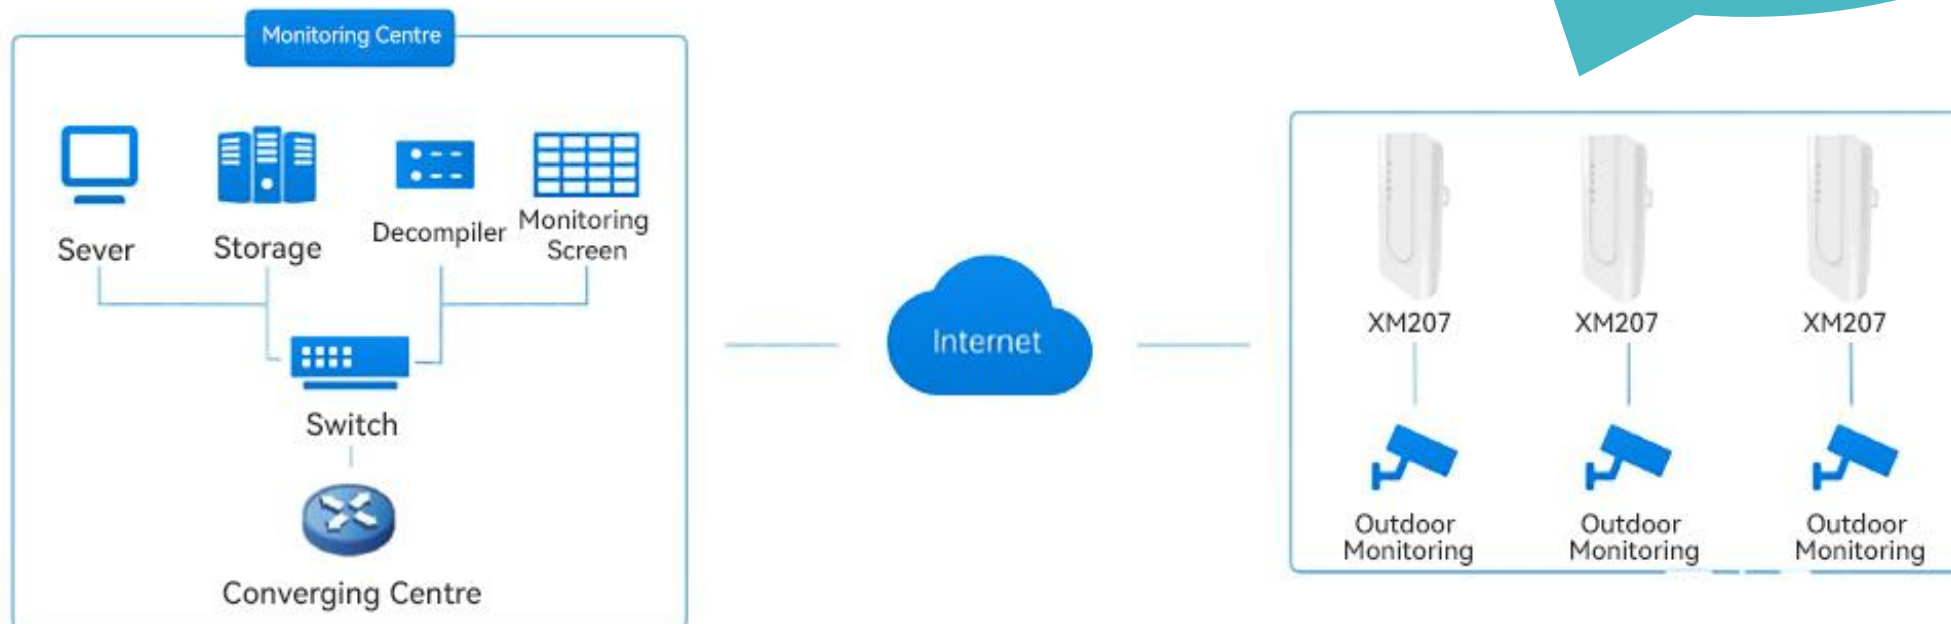 Monitoring Centre
Sever
Storage
Decompiler
Monitoring
Screen
Switch
Converging Centre
Internet
XM207
XM207
XM207
Outdoor
Monitoring
Outdoor
Monitoring
Outdoor
Monitoring